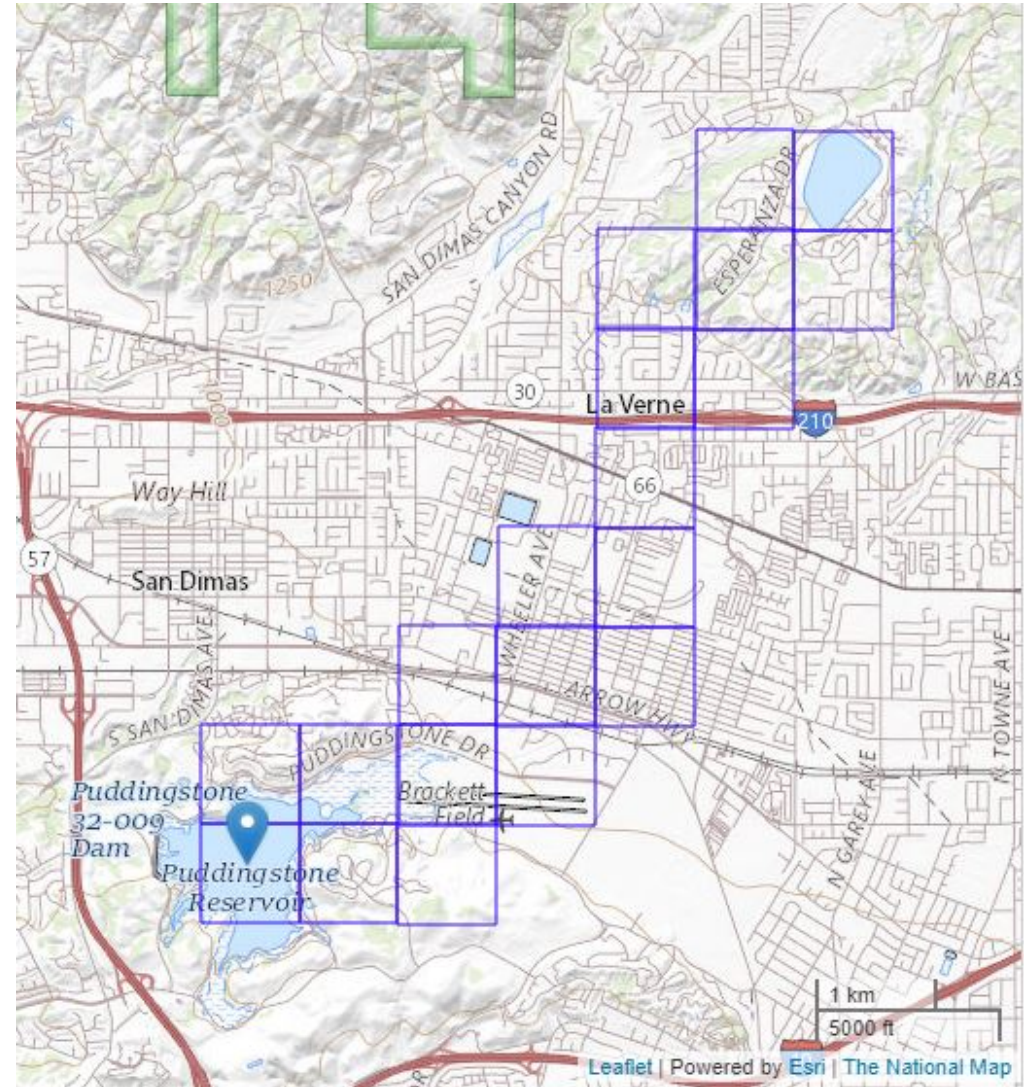 SAN DIMAS CANYON RD
ESPERANZA DR
1250
1000
30
La Verne
W BAS
210
66
Way Hill
57
San Dimas
WHEELER AVE
S SAN DIMAS AVE
ARROW HWY
PUDDINGSTONE DR
N TOWNE AVE
N GAREY AVE
Puddingstone
32-009
Dam
Brackett
Field
Puddingstone
Reservoir
1 km
5000 ft
Leaflet | Powered by Esri | The National Map